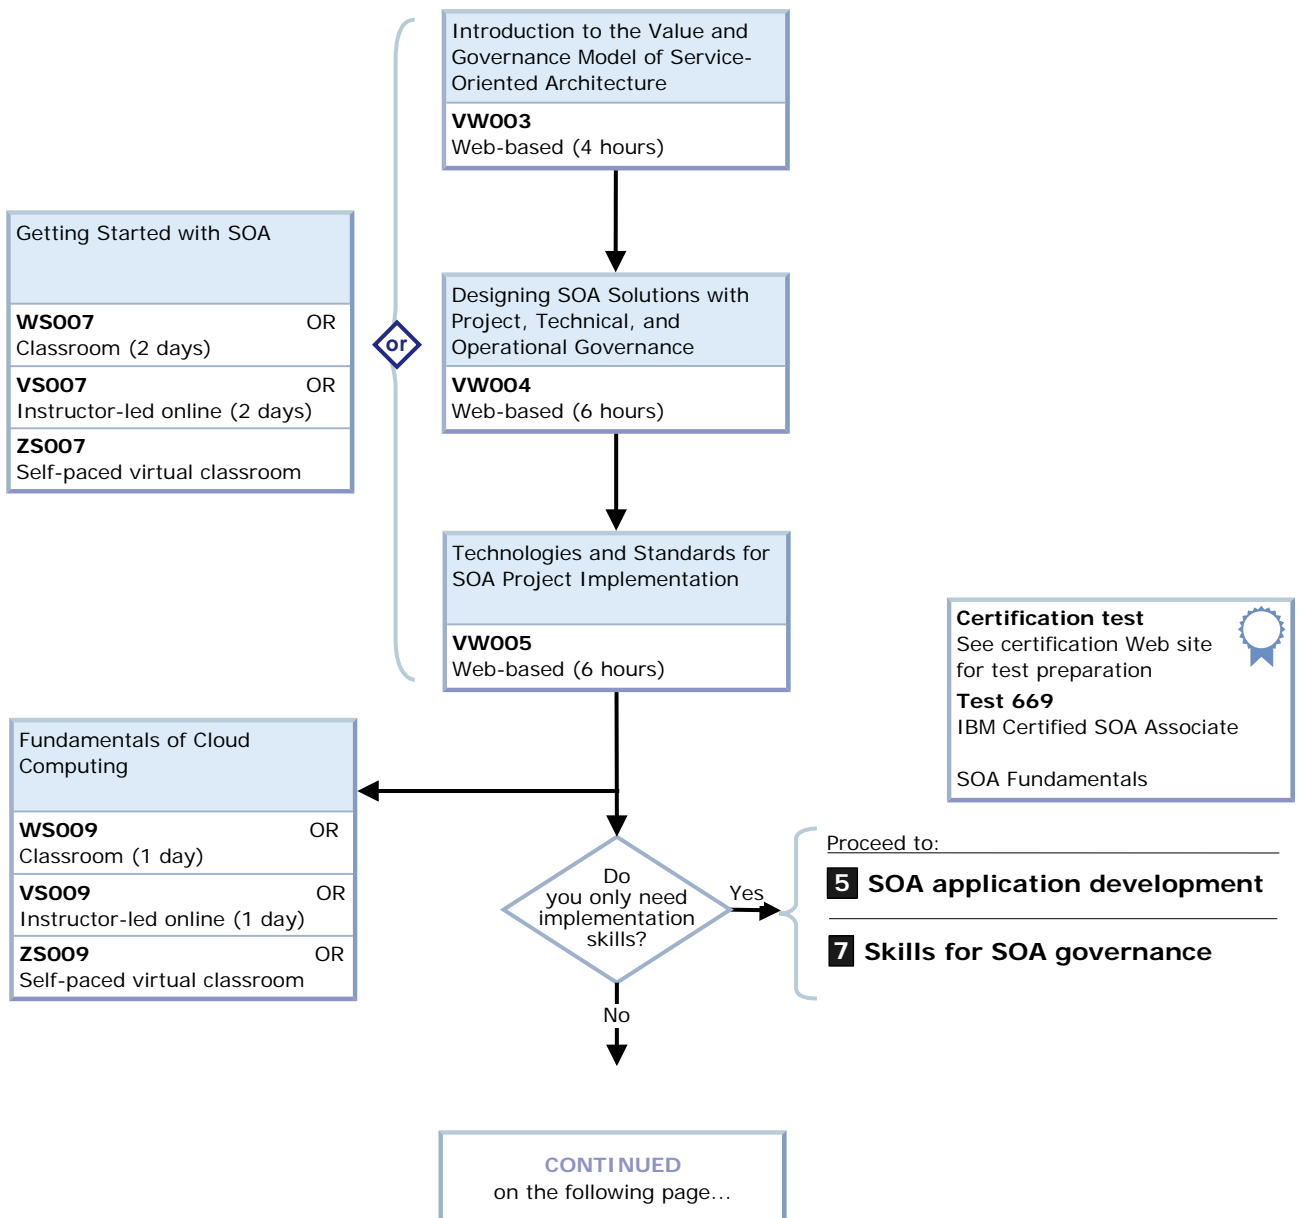 Introduction to the Value and
Governance Model of Service-
Oriented Architecture
VW003
Web-based (4 hours)
Getting Started with SOA
WS007 OR
Classroom (2 days)
VS007 OR
Instructor-led online (2 days)
ZS007
Self-paced virtual classroom
or
Designing SOA Solutions with
Project, Technical, and
Operational Governance
VW004
Web-based (6 hours)
Technologies and Standards for
SOA Project Implementation
VW005
Web-based (6 hours)
Certification test
See certification Web site
for test preparation
Test 669
IBM Certified SOA Associate
SOA Fundamentals
Fundamentals of Cloud
Computing
WS009 OR
Classroom (1 day)
VS009 OR
Instructor-led online (1 day)
ZS009 OR
Self-paced virtual classroom
Do
you only need
implementation
skills?
Yes
No
Proceed to:
5 SOA application development
7 Skills for SOA governance
CONTINUED
on the following page...